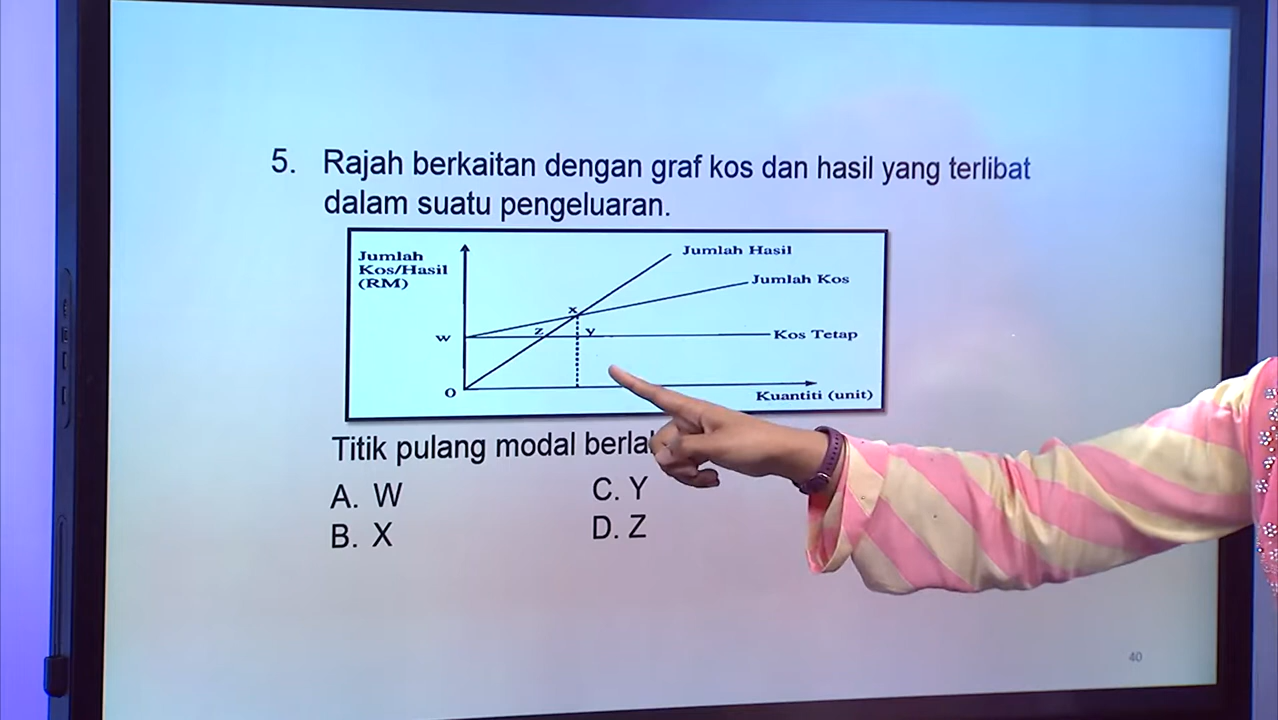 5. Rajah berkaitan dengan graf kos dan hasil yang terlibat
dalam suatu pengeluaran.
Jumlah
Kos/Hasil
(RM)
Jumlah Hasil
Jumlah Kos
X
W
Z
Y
Kos Tetap
O
Kuantiti (unit)
Titik pulang modal
A. W
C. Y
B. X
D. Z
40